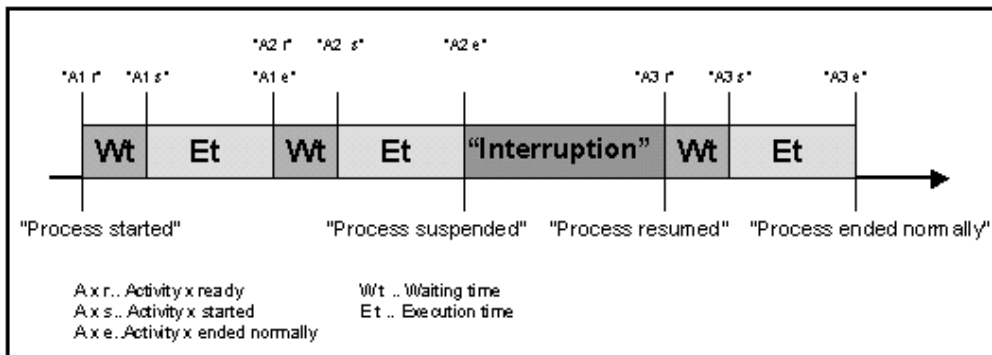 "A2 r" "A2 s" "A2 e"
"A1 r" "A1 s" "A1 e" "A3 r" "A3 s" "A3 e"
Wt Et Wt Et "Interruption" Wt Et
"Process started" "Process suspended" "Process resumed" "Process ended normally"
A x r.. Activity x ready Wt .. Waiting time
A x s.. Activity x started Et .. Execution time
A x e..Activity x ended normally